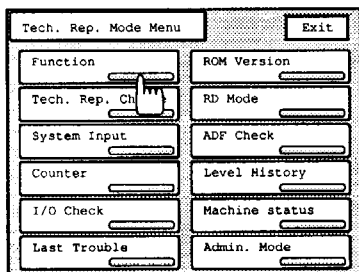 Tech. Rep. Mode Menu
Exit
Function
ROM Version
Tech. Rep.
RD Mode
System Input
ADF Check
Counter
Level History
I/O Check
Machine status
Last Trouble
Admin. Mode